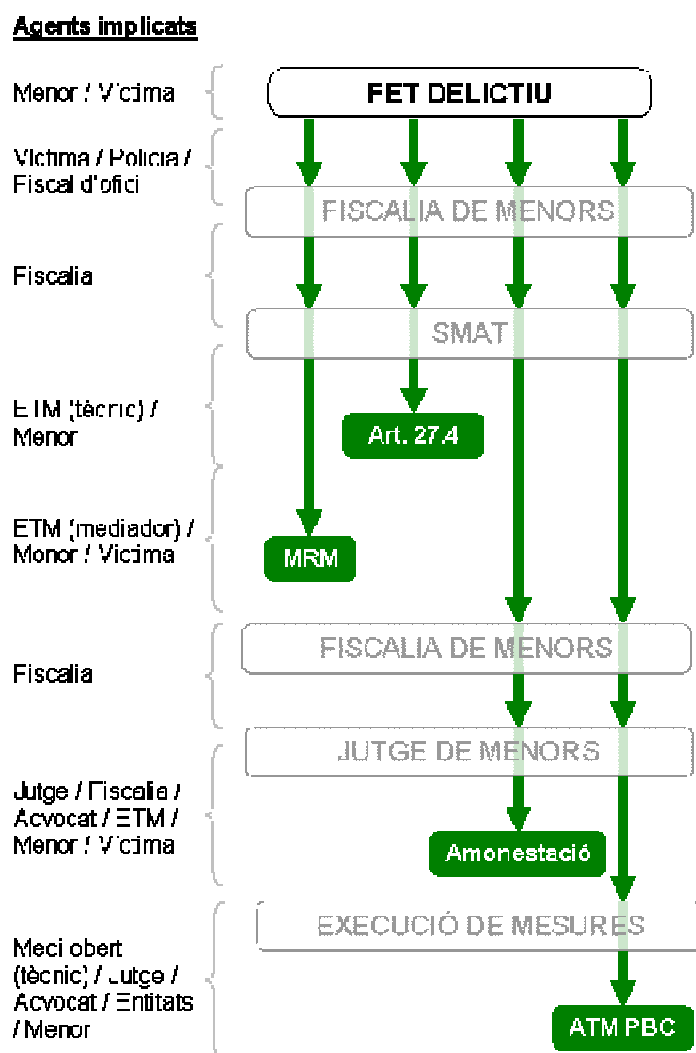 Agents implicats
Menor / Víctima
FET DELICTIU
Víctima / Policia /
Fiscal d'ofici
FISCALIA DE MENORS
Fiscalia
SMAT
ETM (tècnic) /
Menor
Art. 27.4
ETM (mediador) /
Menor / Víctima
MRM
FISCALIA DE MENORS
Fiscalia
JUTGE DE MENORS
Jutge / Fiscalia /
Advocat / ETM /
Menor / Víctima
Amonestació
EXECUCIÓ DE MESURES
Medi obert
(tècnic) / Jutge /
Advocat / Entitats
/ Menor
ATM PBC